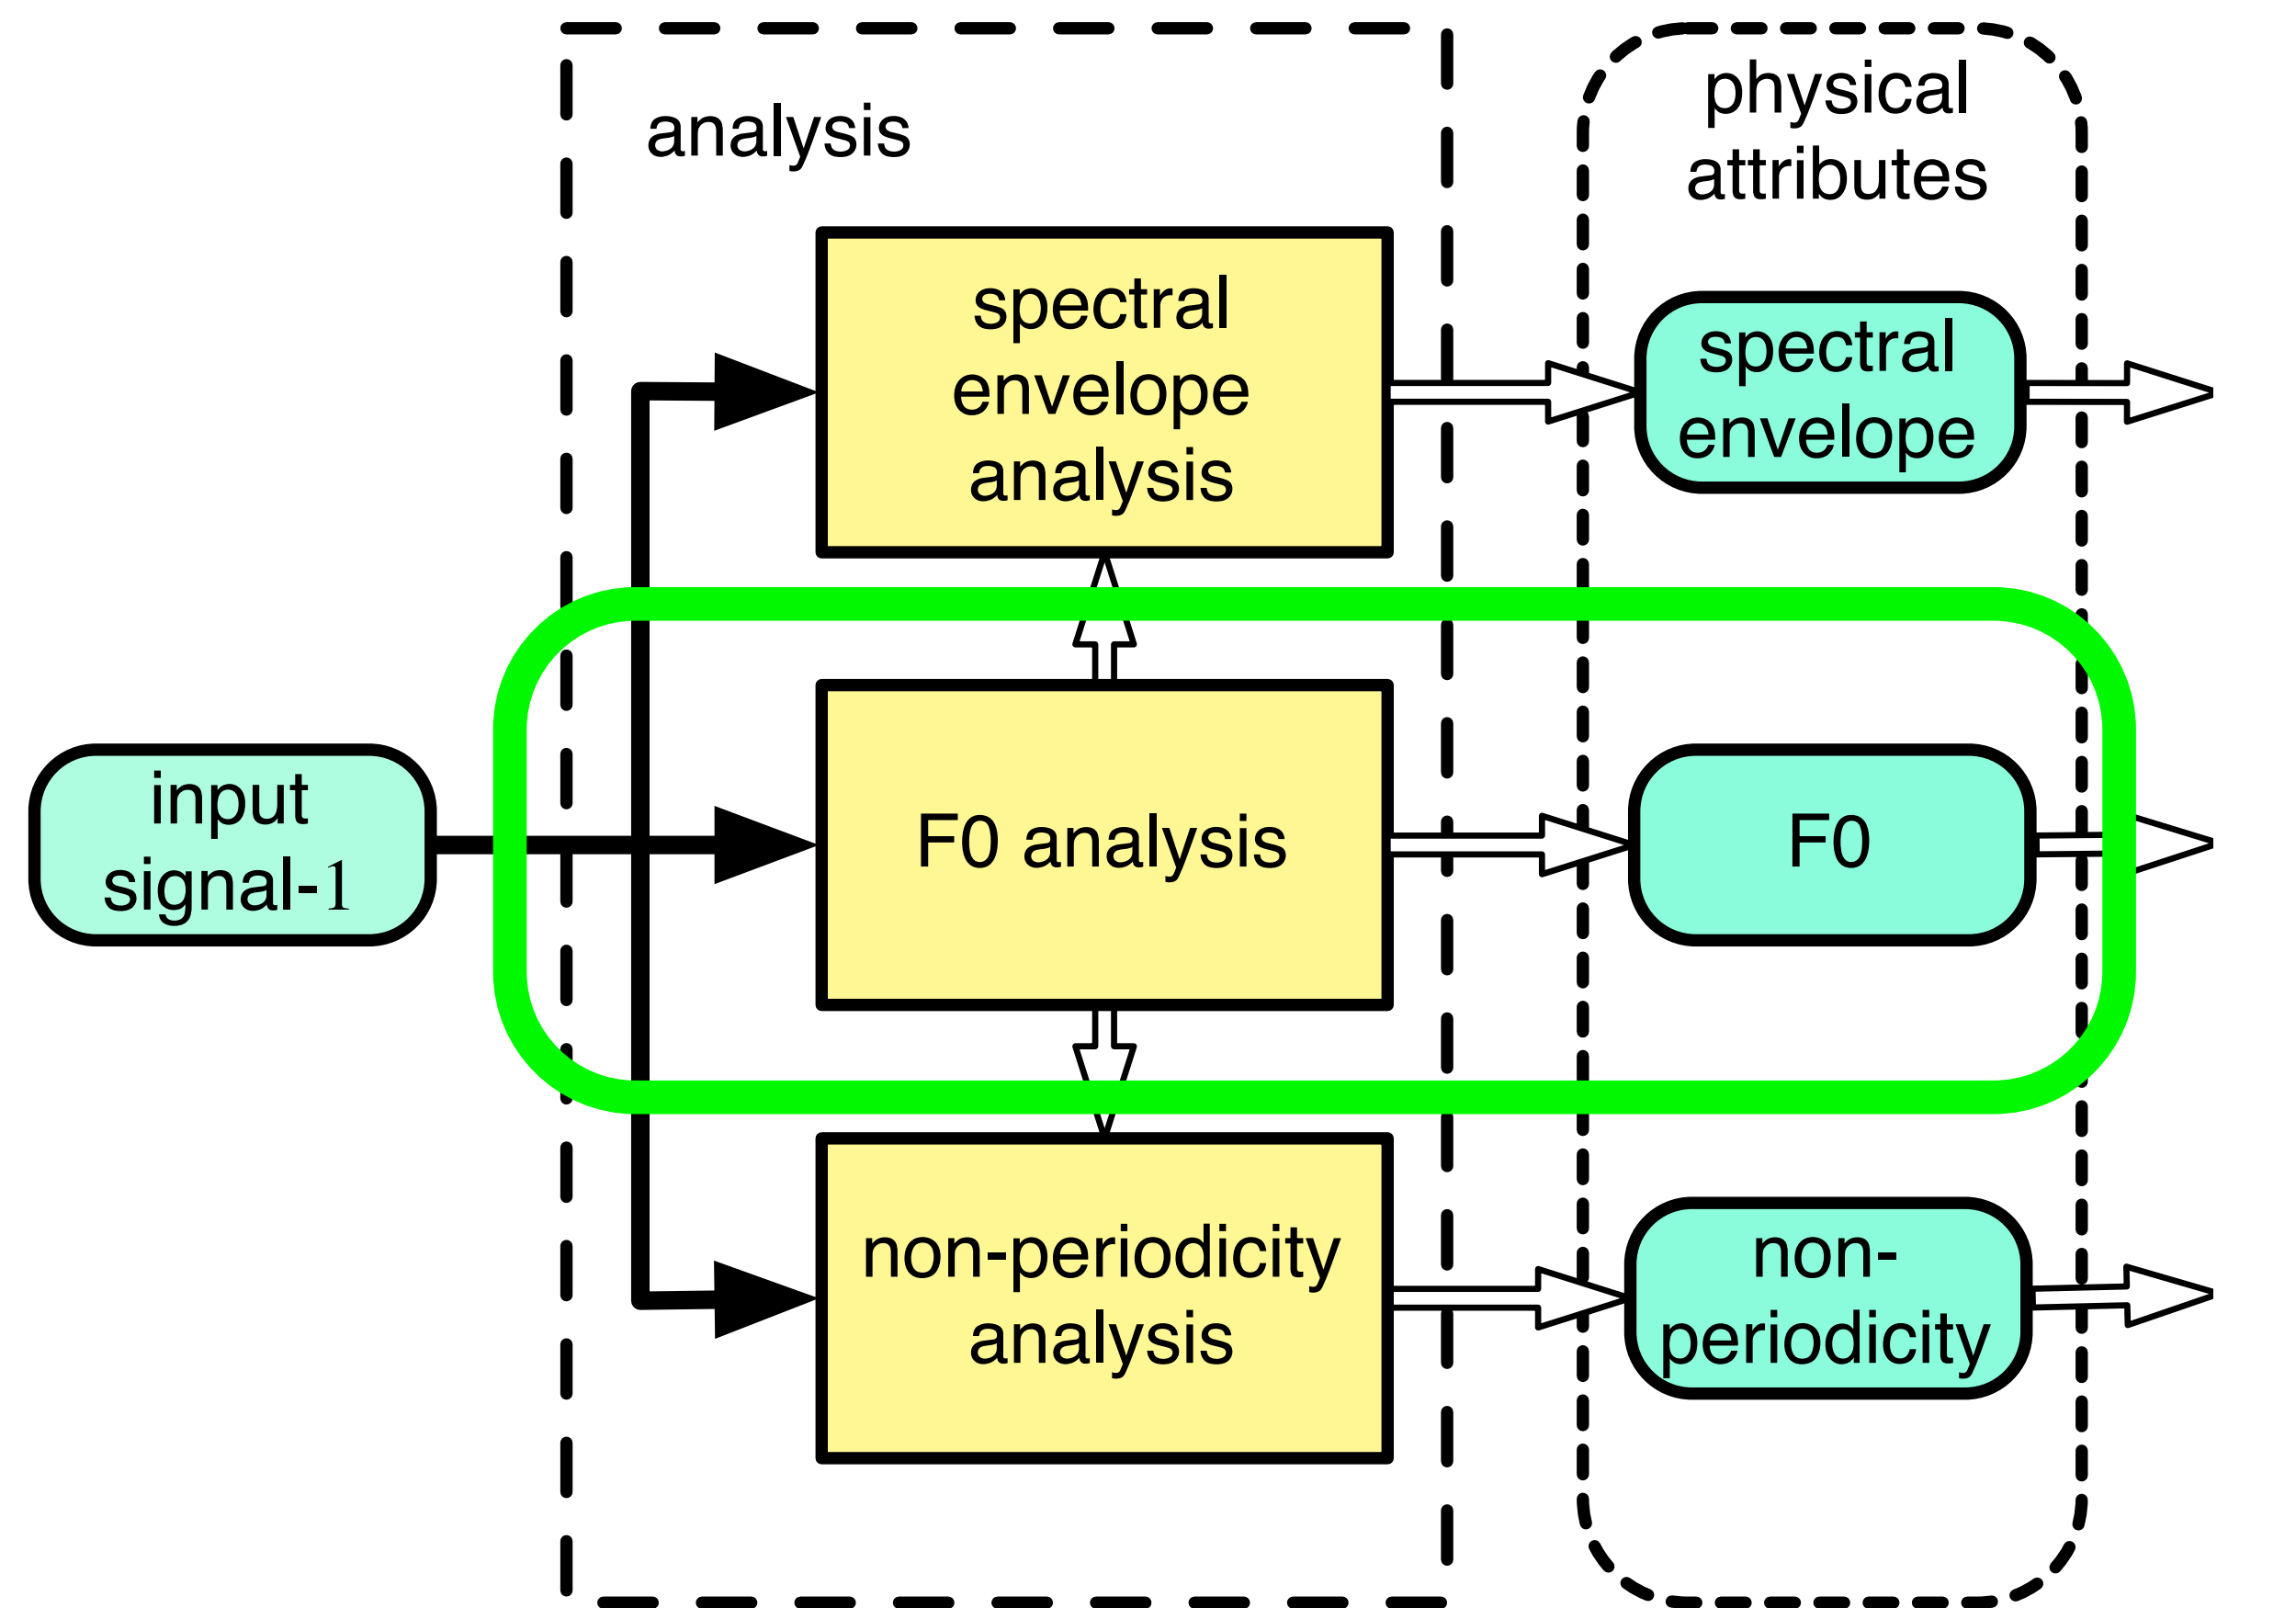 analysis
physical
attributes
spectral
envelope
analysis
spectral
envelope
input
signal-1
F0 analysis
F0
non-periodicity
analysis
non-
periodicity